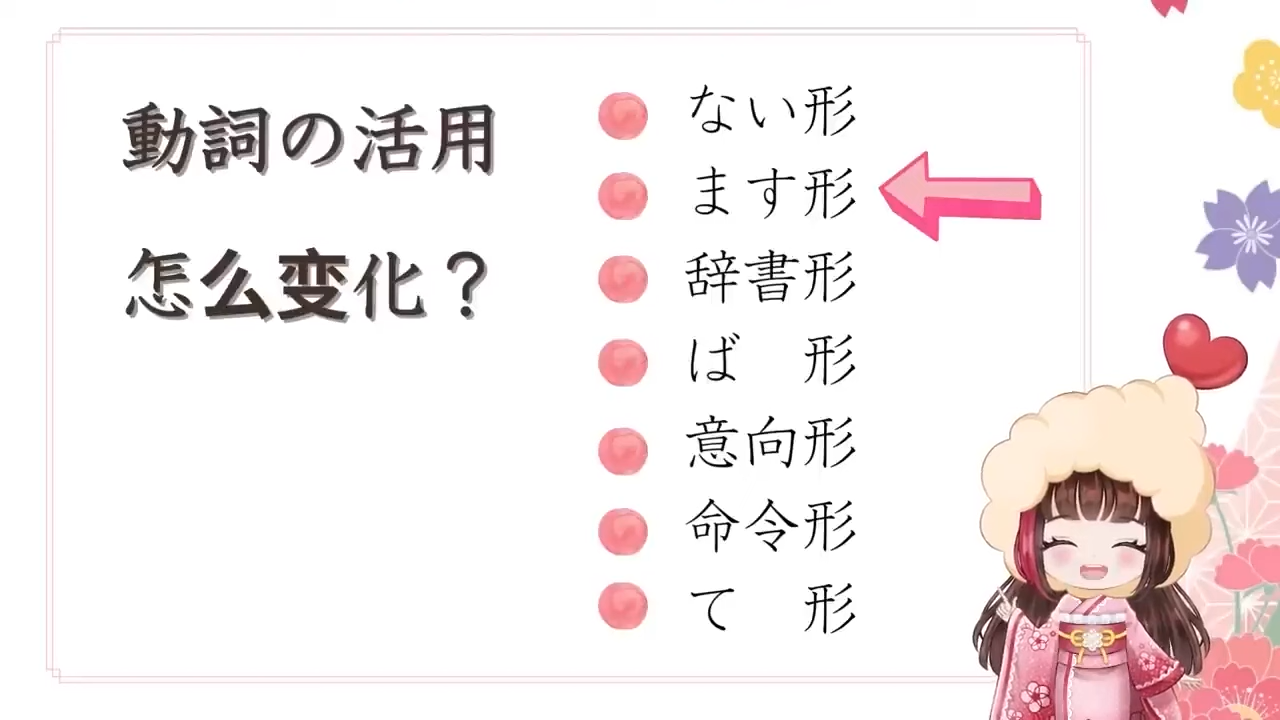 動詞の活用
怎么变化？
ない形
ます形
辞書形
ば　形
意向形
命令形
て　形